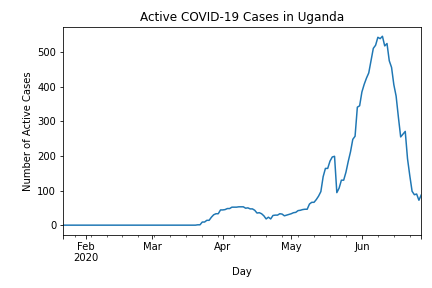 Active COVID-19 Cases in Uganda
Number of Active Cases
500
400
300
200
100
0
Feb
2020
Mar
Apr
May
Jun
Day